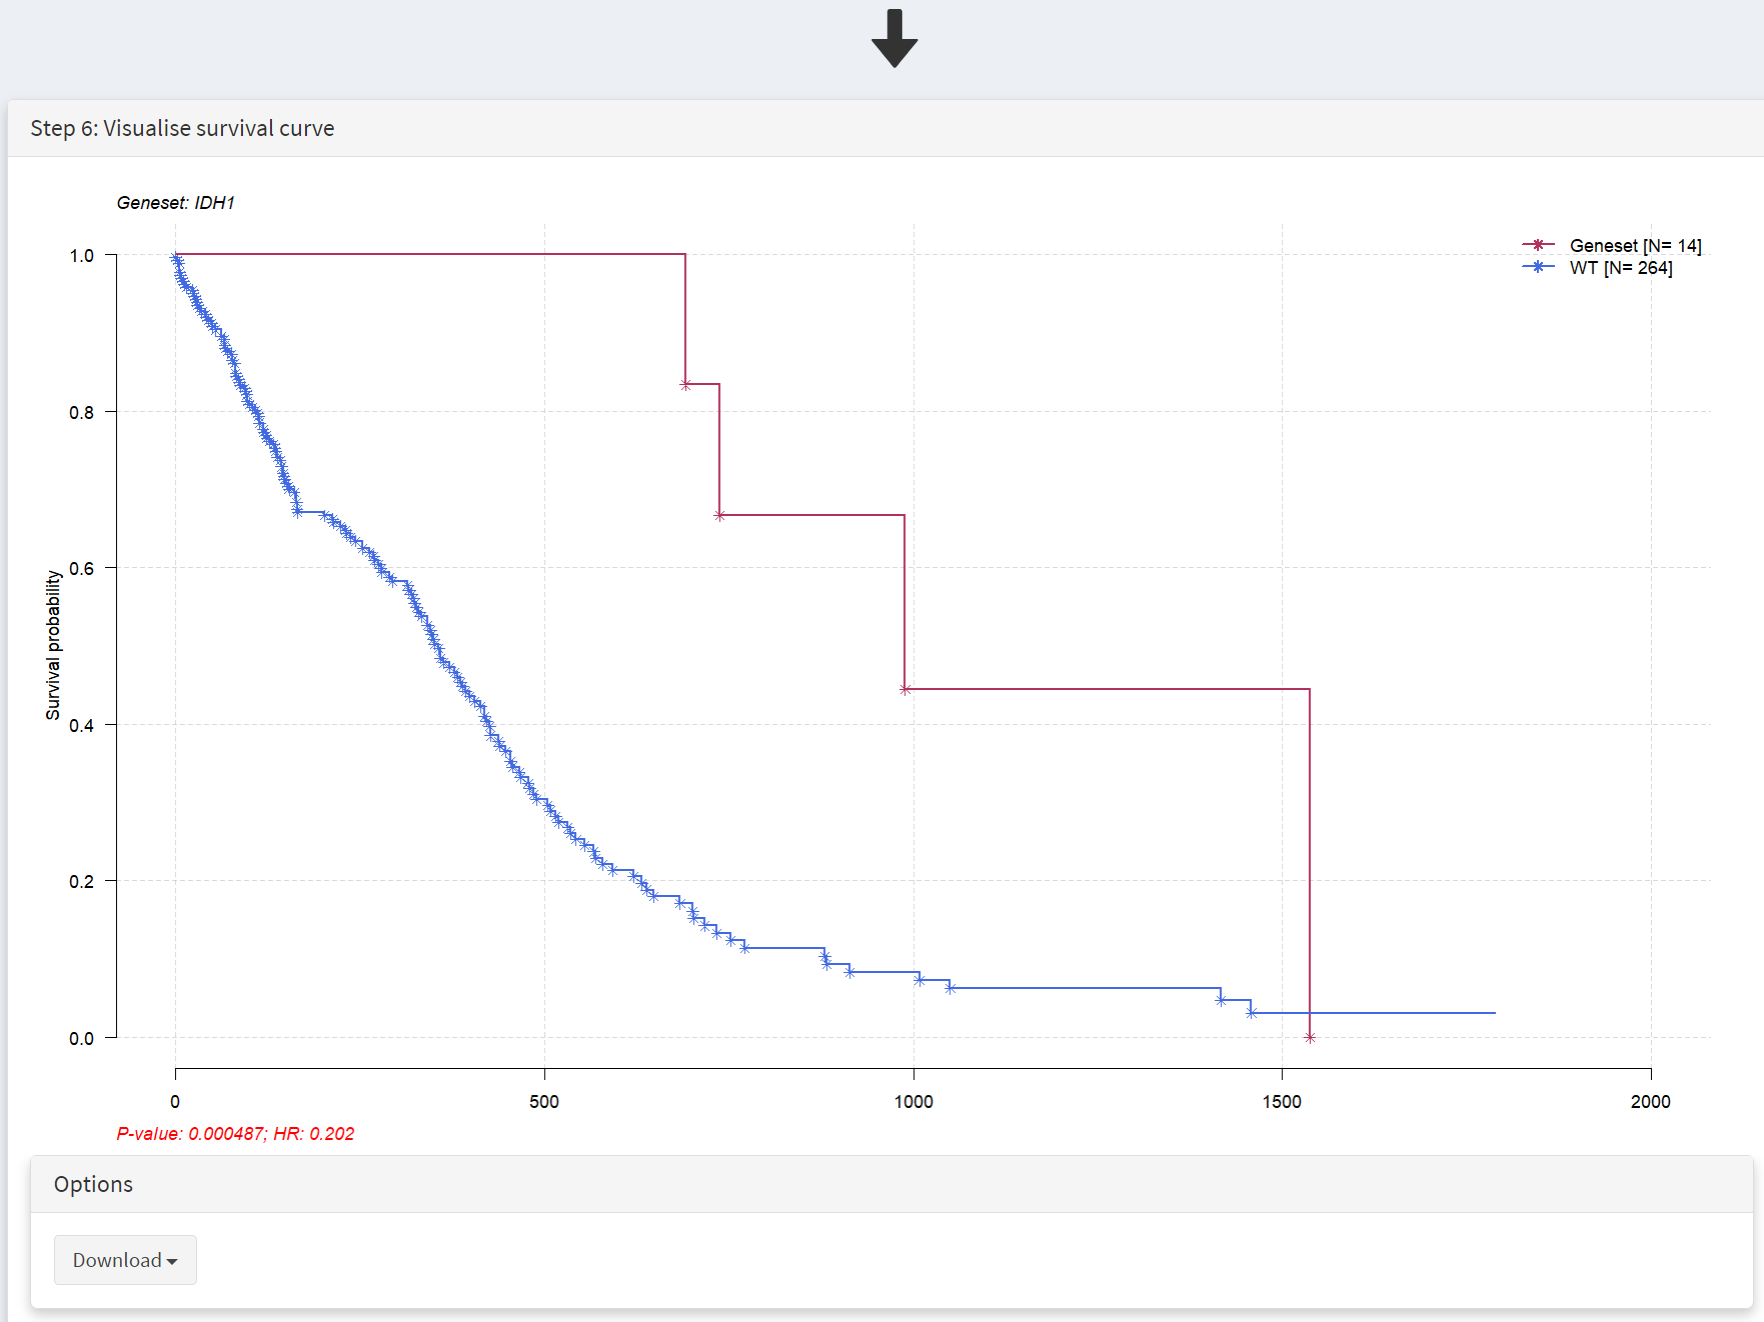 Step 6: Visualise survival curve
Geneset: IDH1
Geneset [N= 14]
WT [N= 264]
1.0
0.8
0.6
0.4
0.2
0.0
Survival probability
0 500 1000 1500 2000
P-value: 0.000487; HR: 0.202
Options
Download